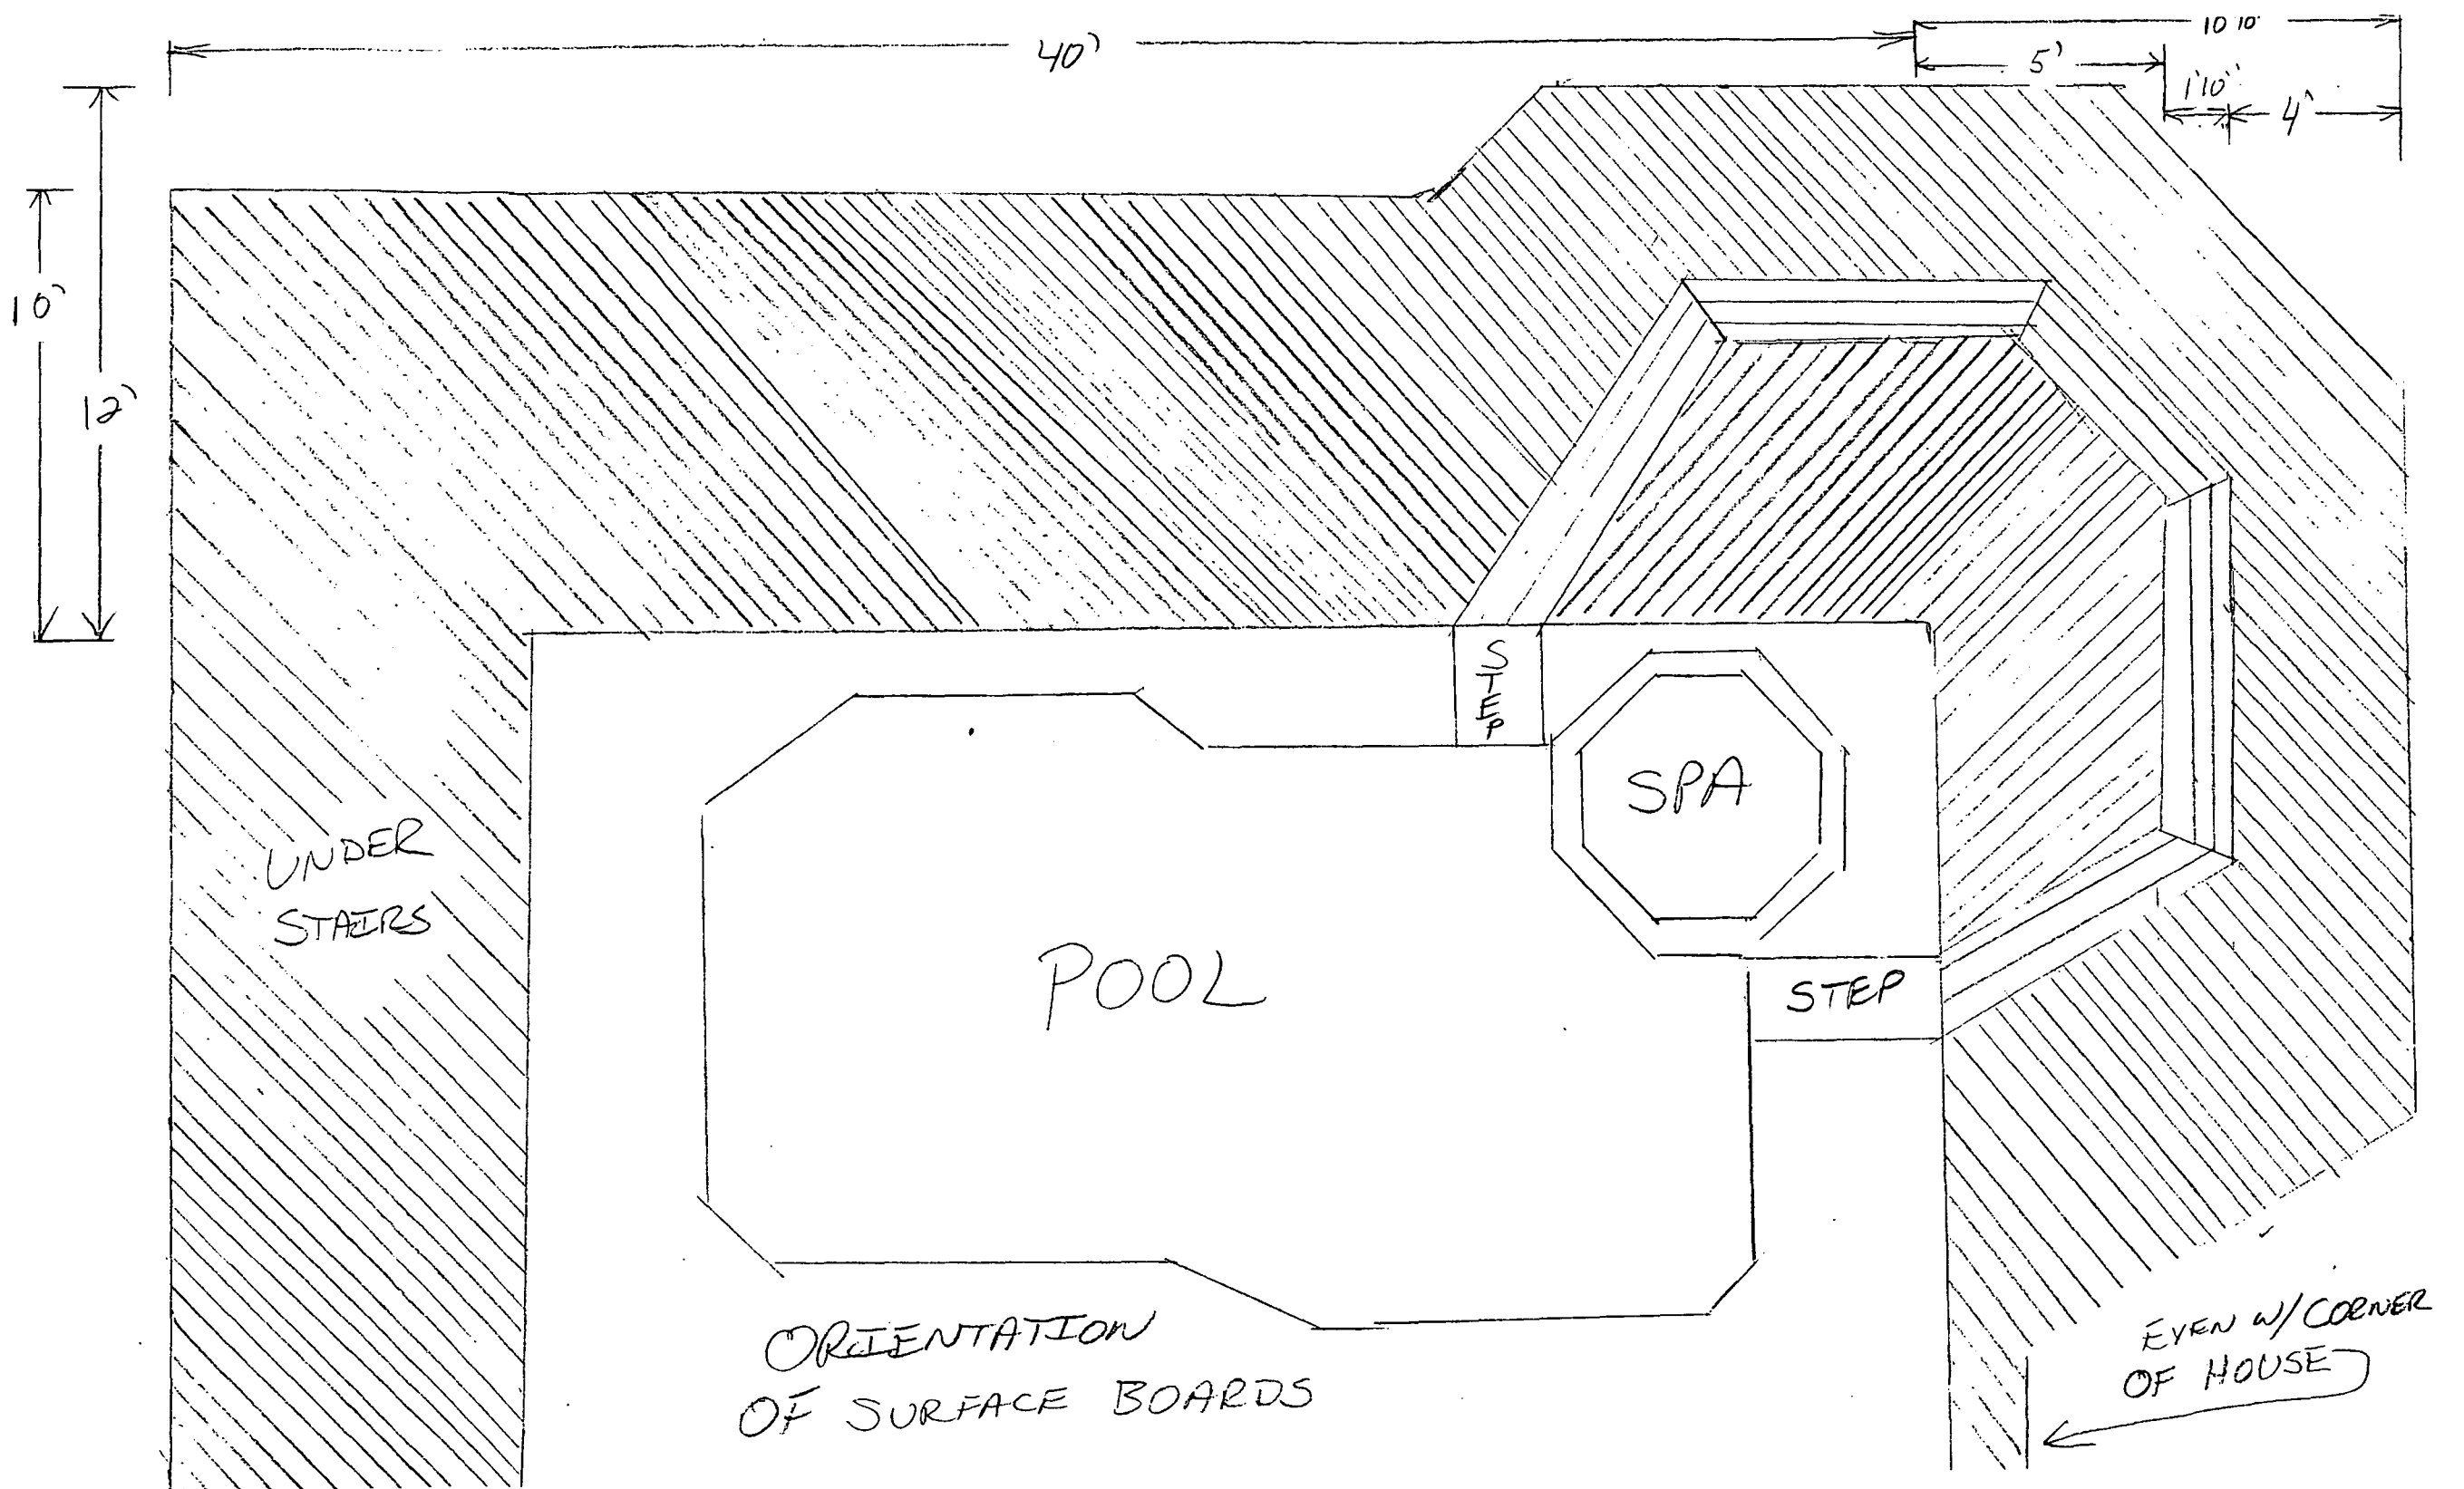 40'
10 10"
5'
1'10"
4'
10'
12'
STEP
SPA
UNDER
STAIRS
POOL
STEP
ORIENTATION
OF SURFACE BOARDS
EVEN W/ CORNER
OF HOUSE